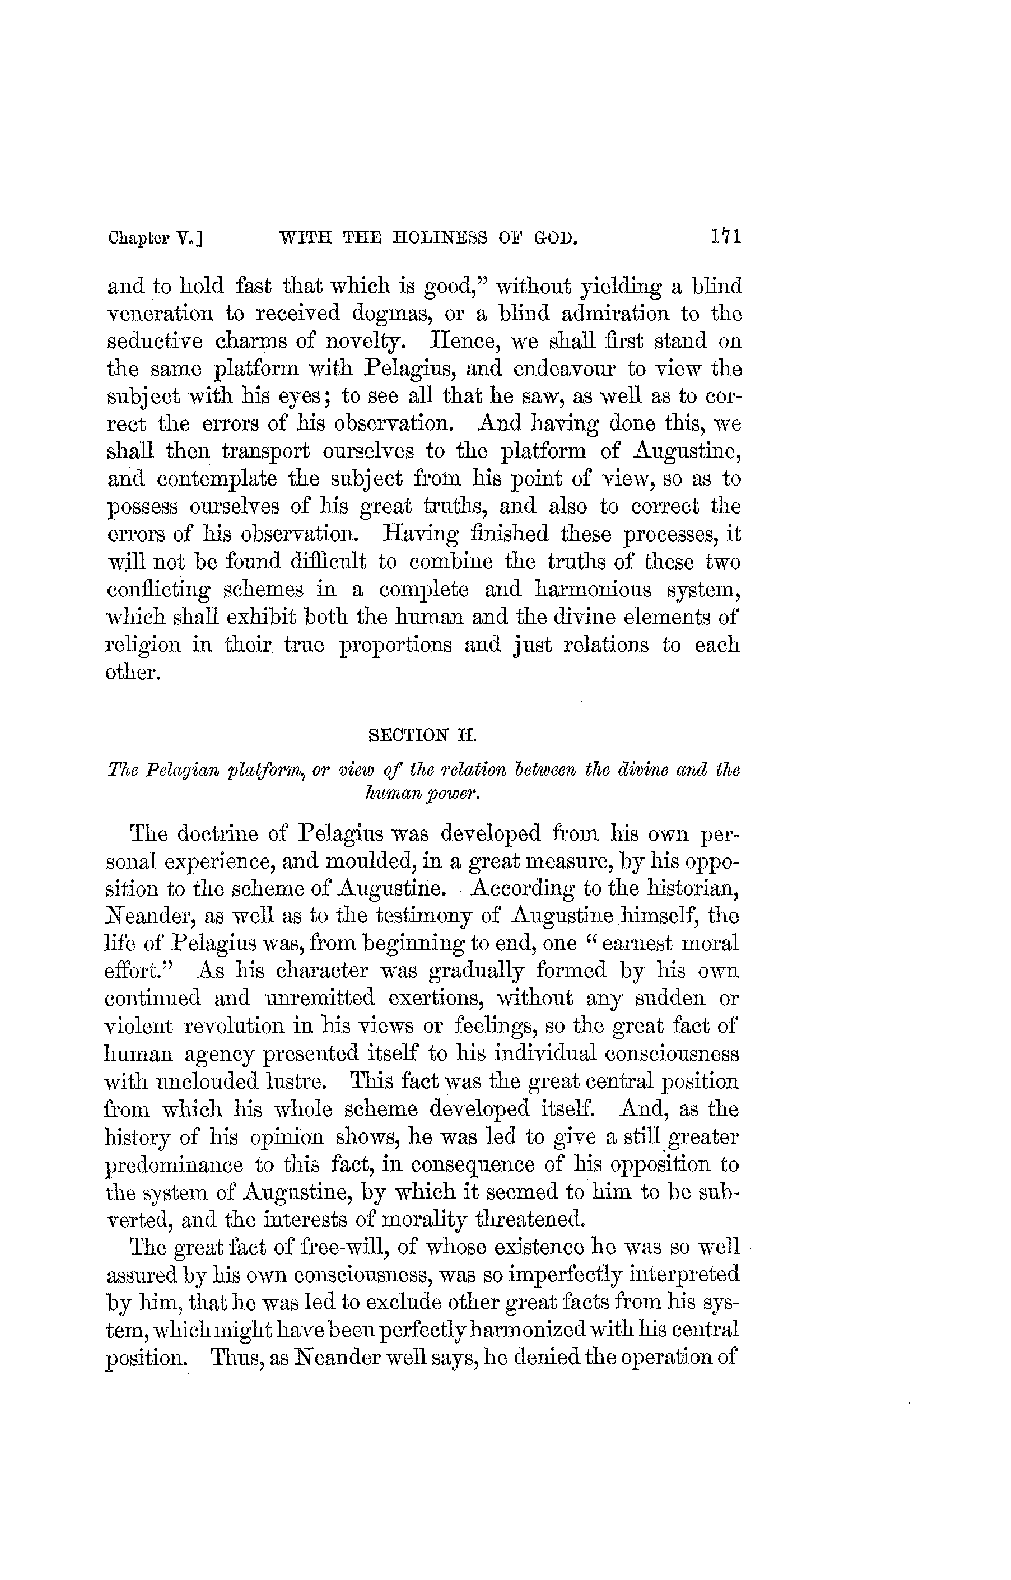 Chapter V.] WITH THE HOLINESS OF GOD. 171
and to hold fast that which is good,” without yielding a blind
veneration to received dogmas, or a blind admiration to the
seductive charms of novelty. Hence, we shall first stand on
the same platform with Pelagius, and endeavour to view the
subject with his eyes; to see all that he saw, as well as to cor-
rect the errors of his observation. And having done this, we
shall then transport ourselves to the platform of Augustine,
and contemplate the subject from his point of view, so as to
possess ourselves of his great truths, and also to correct the
errors of his observation. Having finished these processes, it
will not be found difficult to combine the truths of these two
conflicting schemes in a complete and harmonious system,
which shall exhibit both the human and the divine elements of
religion in their true proportions and just relations to each
other.
SECTION II.
The Pelagian platform, or view of the relation between the divine and the
human power.
The doctrine of Pelagius was developed from his own per-
sonal experience, and moulded, in a great measure, by his oppo-
sition to the scheme of Augustine. According to the historian,
Neander, as well as to the testimony of Augustine himself, the
life of Pelagius was, from beginning to end, one “earnest moral
effort.” As his character was gradually formed by his own
continued and unremitted exertions, without any sudden or
violent revolution in his views or feelings, so the great fact of
human agency presented itself to his individual consciousness
with unclouded lustre. This fact was the great central position
from which his whole scheme developed itself. And, as the
history of his opinion shows, he was led to give a still greater
predominance to this fact, in consequence of his opposition to
the system of Augustine, by which it seemed to him to be sub-
verted, and the interests of morality threatened.
The great fact of free-will, of whose existence he was so well
assured by his own consciousness, was so imperfectly interpreted
by him, that he was led to exclude other great facts from his sys-
tem, which might have been perfectly harmonized with his central
position. Thus, as Neander well says, he denied the operation of